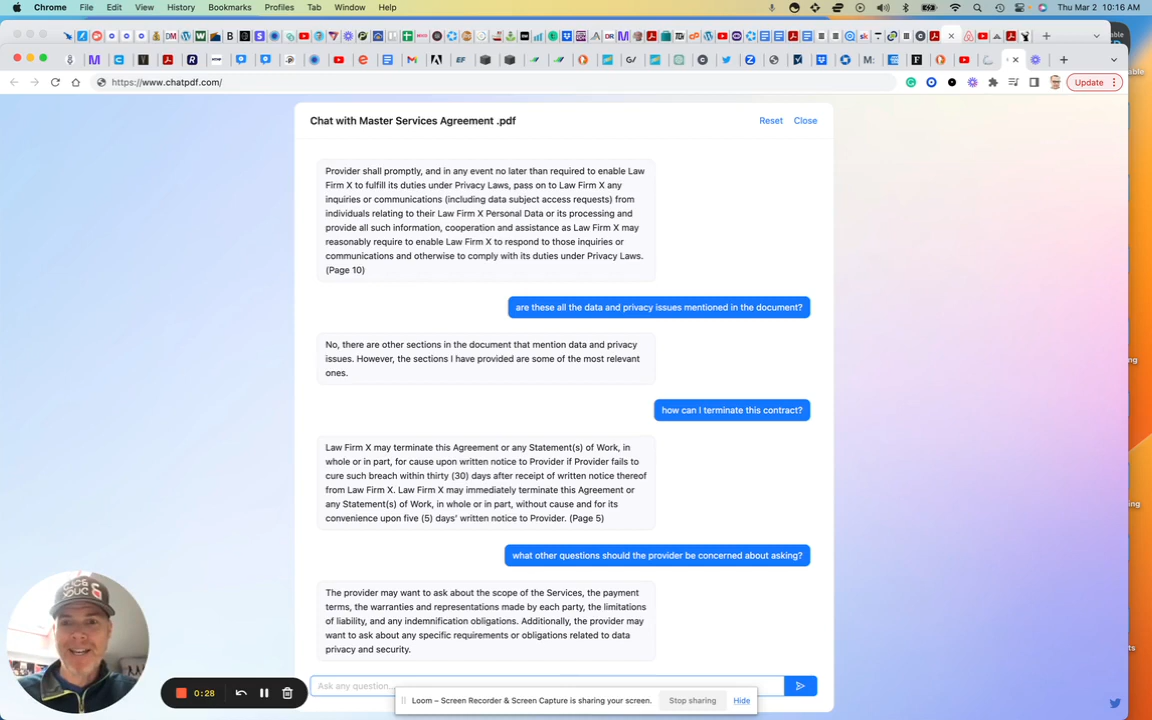 Chrome File Edit View History Bookmarks Profiles Tab Window Help
Thu Mar 2 10:16 AM
https://www.chatpdf.com/
Update
Chat with Master Services Agreement .pdf
Reset Close
Provider shall promptly, and in any event no later than required to enable Law
Firm X to fulfill its duties under Privacy Laws, pass on to Law Firm X any
inquiries or communications (including data subject access requests) from
individuals relating to their Law Firm X Personal Data or its processing and
provide all such information, cooperation and assistance as Law Firm X may
reasonably require to enable Law Firm X to respond to those inquiries or
communications and otherwise to comply with its duties under Privacy Laws.
(Page 10)
are these all the data and privacy issues mentioned in the document?
No, there are other sections in the document that mention data and privacy
issues. However, the sections I have provided are some of the most relevant
ones.
how can I terminate this contract?
Law Firm X may terminate this Agreement or any Statement(s) of Work, in
whole or in part, for cause upon written notice to Provider if Provider fails to
cure such breach within thirty (30) days after receipt of written notice thereof
from Law Firm X. Law Firm X may immediately terminate this Agreement or
any Statement(s) of Work, in whole or in part, without cause and for its
convenience upon five (5) days' written notice to Provider. (Page 5)
what other questions should the provider be concerned about asking?
The provider may want to ask about the scope of the Services, the payment
terms, the warranties and representations made by each party, the limitations
of liability, and any indemnification obligations. Additionally, the provider may
want to ask about any specific requirements or obligations related to data
privacy and security.
Ask any question...
0:28
Loom – Screen Recorder & Screen Capture is sharing your screen.
Stop sharing
Hide